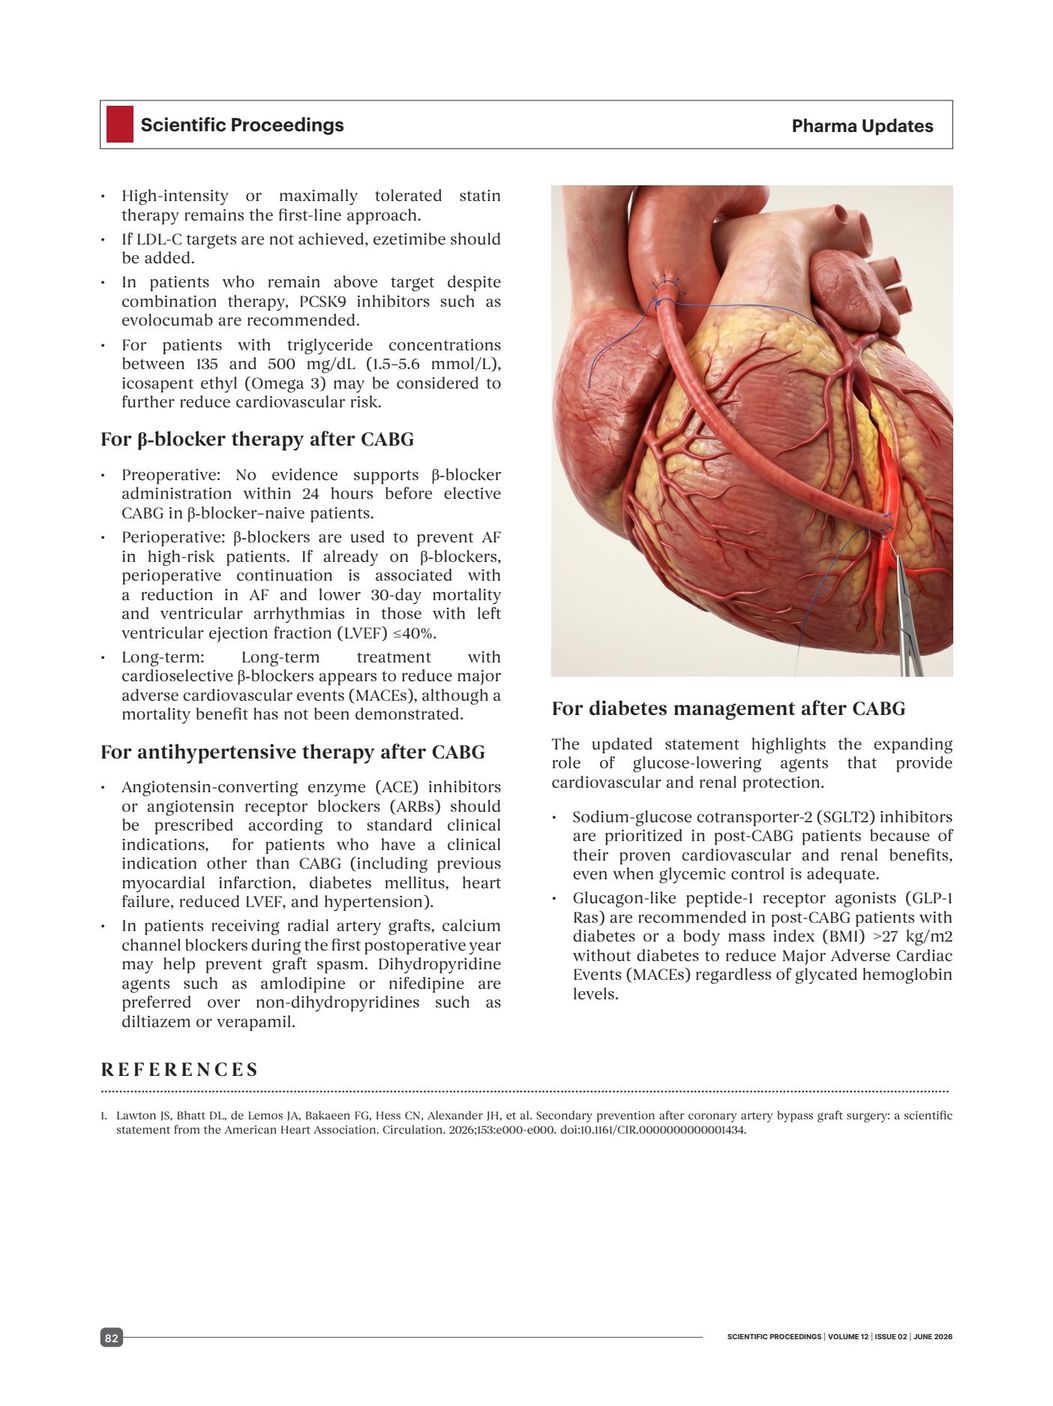 Scientific Proceedings
Pharma Updates
• High-intensity or maximally tolerated statin
therapy remains the first-line approach.
• If LDL-C targets are not achieved, ezetimibe should
be added.
• In patients who remain above target despite
combination therapy, PCSK9 inhibitors such as
evolocumab are recommended.
• For patients with triglyceride concentrations
between 135 and 500 mg/dL (1.5–5.6 mmol/L),
icosapent ethyl (Omega 3) may be considered to
further reduce cardiovascular risk.
For β-blocker therapy after CABG
• Preoperative: No evidence supports β-blocker
administration within 24 hours before elective
CABG in β-blocker–naive patients.
• Perioperative: β-blockers are used to prevent AF
in high-risk patients. If already on β-blockers,
perioperative continuation is associated with
a reduction in AF and lower 30-day mortality
and ventricular arrhythmias in those with left
ventricular ejection fraction (LVEF) ≤40%.
• Long-term: Long-term treatment with
cardioselective β-blockers appears to reduce major
adverse cardiovascular events (MACEs), although a
mortality benefit has not been demonstrated.
For antihypertensive therapy after CABG
• Angiotensin-converting enzyme (ACE) inhibitors
or angiotensin receptor blockers (ARBs) should
be prescribed according to standard clinical
indications, for patients who have a clinical
indication other than CABG (including previous
myocardial infarction, diabetes mellitus, heart
failure, reduced LVEF, and hypertension).
• In patients receiving radial artery grafts, calcium
channel blockers during the first postoperative year
may help prevent graft spasm. Dihydropyridine
agents such as amlodipine or nifedipine are
preferred over non-dihydropyridines such as
diltiazem or verapamil.
For diabetes management after CABG
The updated statement highlights the expanding
role of glucose-lowering agents that provide
cardiovascular and renal protection.
• Sodium-glucose cotransporter-2 (SGLT2) inhibitors
are prioritized in post-CABG patients because of
their proven cardiovascular and renal benefits,
even when glycemic control is adequate.
• Glucagon-like peptide-1 receptor agonists (GLP-1
Ras) are recommended in post-CABG patients with
diabetes or a body mass index (BMI) >27 kg/m2
without diabetes to reduce Major Adverse Cardiac
Events (MACEs) regardless of glycated hemoglobin
levels.
REFERENCES
1. Lawton JS, Bhatt DL, de Lemos JA, Bakaeen FG, Hess CN, Alexander JH, et al. Secondary prevention after coronary artery bypass graft surgery: a scientific
statement from the American Heart Association. Circulation. 2026;153:e000-e000. doi:10.1161/CIR.0000000000001434.
82
SCIENTIFIC PROCEEDINGS | VOLUME 12 | ISSUE 02 | JUNE 2026